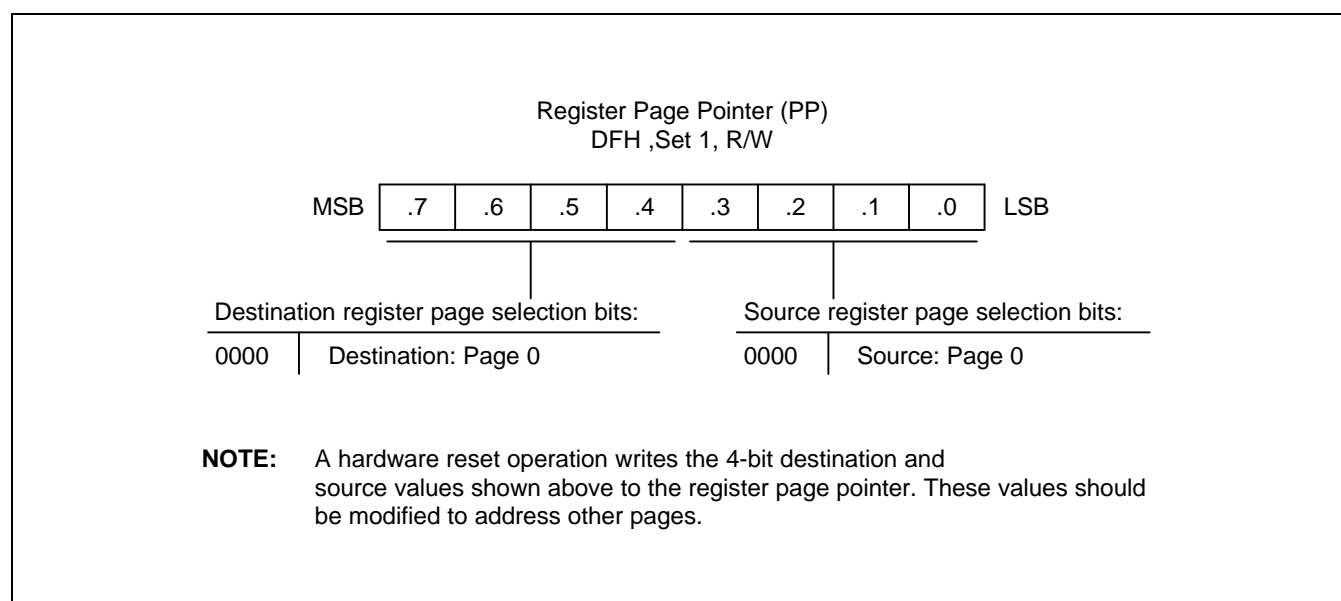 Register Page Pointer (PP)
DFH ,Set 1, R/W
MSB .7 .6 .5 .4 .3 .2 .1 .0 LSB
Destination register page selection bits:
0000 Destination: Page 0
Source register page selection bits:
0000 Source: Page 0
NOTE: A hardware reset operation writes the 4-bit destination and
source values shown above to the register page pointer. These values should
be modified to address other pages.